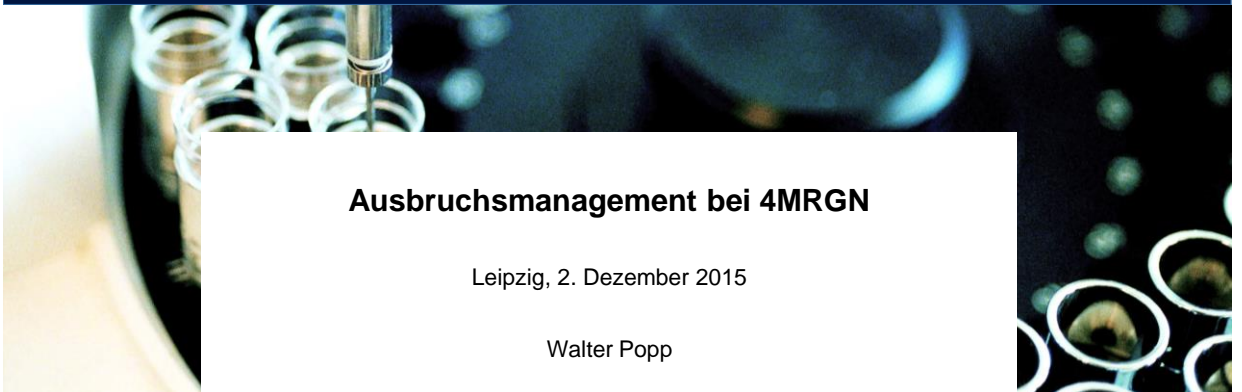 Ausbruchsmanagement bei 4MRGN
Leipzig, 2. Dezember 2015
Walter Popp